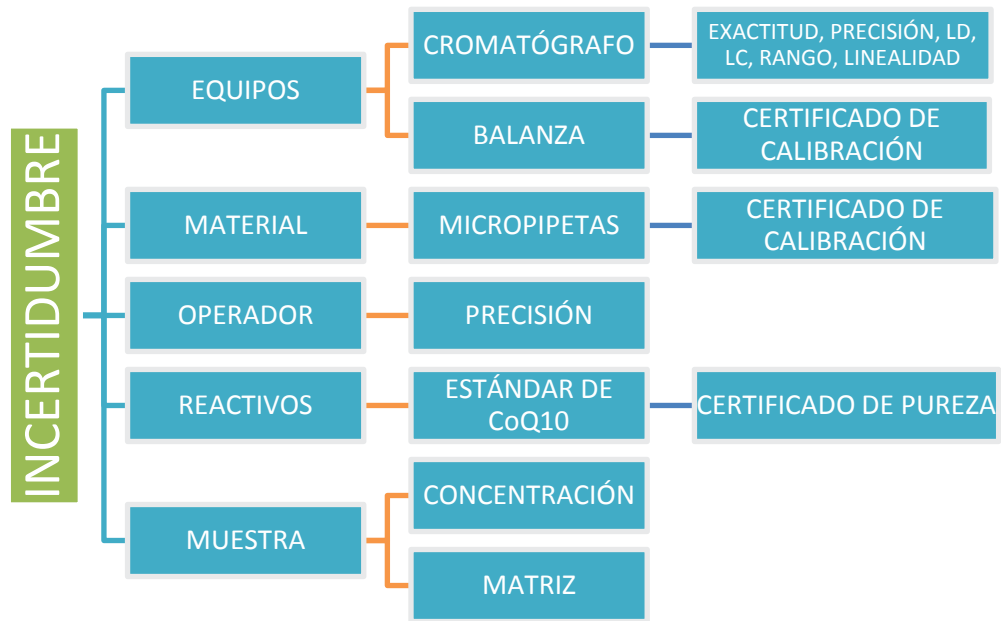 INCERTIDUMBRE
EQUIPOS
CROMATÓGRAFO
EXACTITUD, PRECISIÓN, LD,
LC, RANGO, LINEALIDAD
BALANZA
CERTIFICADO DE
CALIBRACIÓN
MATERIAL
MICROPIPETAS
CERTIFICADO DE
CALIBRACIÓN
OPERADOR
PRECISIÓN
REACTIVOS
ESTÁNDAR DE
CoQ10
CERTIFICADO DE PUREZA
MUESTRA
CONCENTRACIÓN
MATRIZ